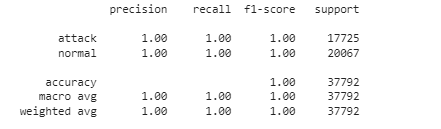 precision recall f1-score support
attack 1.00 1.00 1.00 17725
normal 1.00 1.00 1.00 20067
accuracy 1.00 37792
macro avg 1.00 1.00 1.00 37792
weighted avg 1.00 1.00 1.00 37792